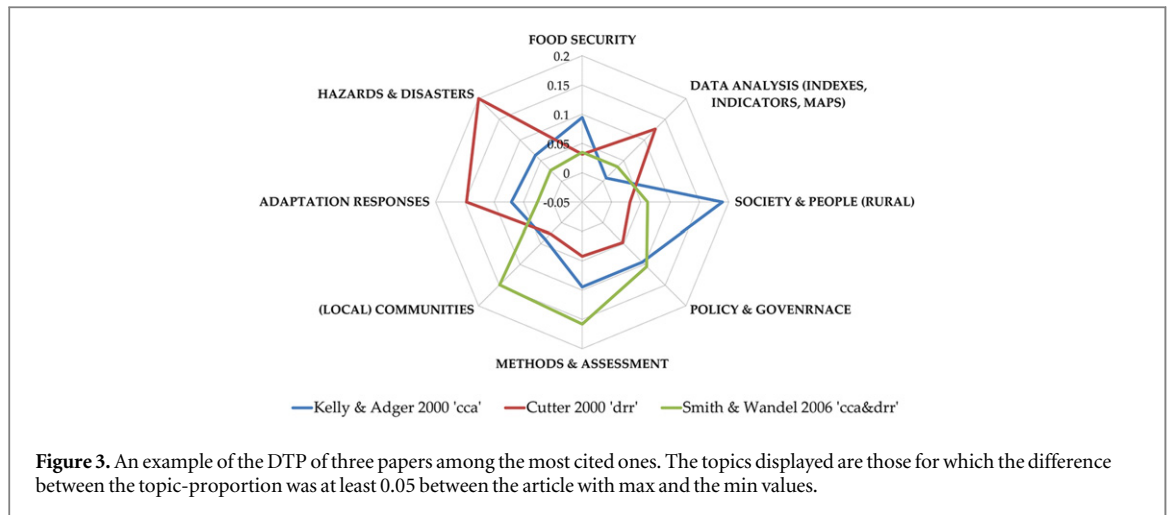 FOOD SECURITY
0.2
0.15
0.1
0.05
0
-0.05
DATA ANALYSIS (INDEXES,
INDICATORS, MAPS)
HAZARDS & DISASTERS
ADAPTATION RESPONSES
SOCIETY & PEOPLE (RURAL)
(LOCAL) COMMUNITIES
POLICY & GOVENRNACE
METHODS & ASSESSMENT
Kelly & Adger 2000 'cca'
Cutter 2000 'drr'
Smith & Wandel 2006 'cca&drr'
Figure 3. An example of the DTP of three papers among the most cited ones. The topics displayed are those for which the difference
between the topic-proportion was at least 0.05 between the article with max and the min values.